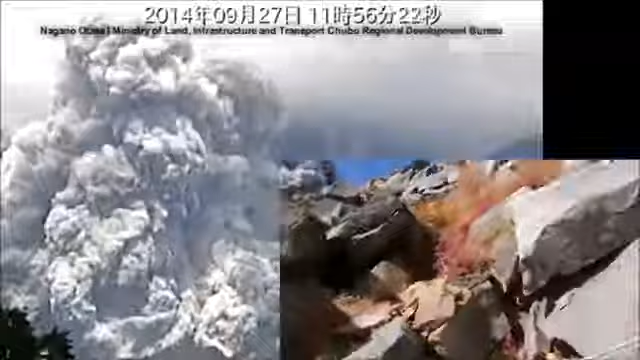 2014年09月27日 11時56分22秒
Nagano Otaki | Ministry of Land, Infrastructure and Transport Chubu Regional Development Bureau